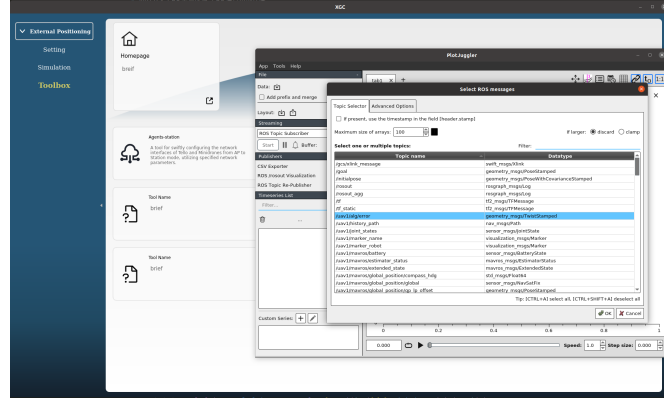 XGC
External Positioning
Setting
Simulation
Toolbox
Homepage
breif
Agents-station
A tool for swiftly configuring the network
interfaces of Tello and Minidrones from AP to
Station mode, utilizing specified network
parameters.
Tool Name
brief
Tool Name
brief
PlotJuggler
App Tools Help
File
Data:
Add prefix and merge
Layout:
Streaming
ROS Topic Subscriber
Start Buffer:
Publishers
CSV Exporter
ROS /rosout Visualization
ROS Topic Re-Publisher
Timeseries List
Filter...
...
Custom Series:
tab1
1:1
Select ROS messages
Topic Selector Advanced Options
If present, use the timestamp in the field [header.stamp]
Maximum size of arrays: 100 If larger: discard clamp
Select one or multiple topics: Filter:
Topic name Datatype
/gcs/xlink_message swift_msgs/Xlink
/goal geometry_msgs/PoseStamped
/initialpose geometry_msgs/PoseWithCovarianceStamped
/rosout rosgraph_msgs/Log
/rosout_agg rosgraph_msgs/Log
/tf tf2_msgs/TFMessage
/tf_static tf2_msgs/TFMessage
/uav1/alg/error geometry_msgs/TwistStamped
/uav1/history_path nav_msgs/Path
/uav1/joint_states sensor_msgs/JointState
/uav1/marker_name visualization_msgs/Marker
/uav1/marker_robot visualization_msgs/Marker
/uav1/mavros/battery sensor_msgs/BatteryState
/uav1/mavros/estimator_status mavros_msgs/EstimatorStatus
/uav1/mavros/extended_state mavros_msgs/ExtendedState
/uav1/mavros/global_position/compass_hdg std_msgs/Float64
/uav1/mavros/global_position/global sensor_msgs/NavSatFix
/uav1/mavros/global_position/gp_lp_offset geometry_msgs/PoseStamped
Tip: [CTRL+A] select all, [CTRL+SHIFT+A] deselect all
OK Cancel
0 0.2 0.4 0.6 0.8 1
0.000 Speed: 1.0 Step size: 0.000